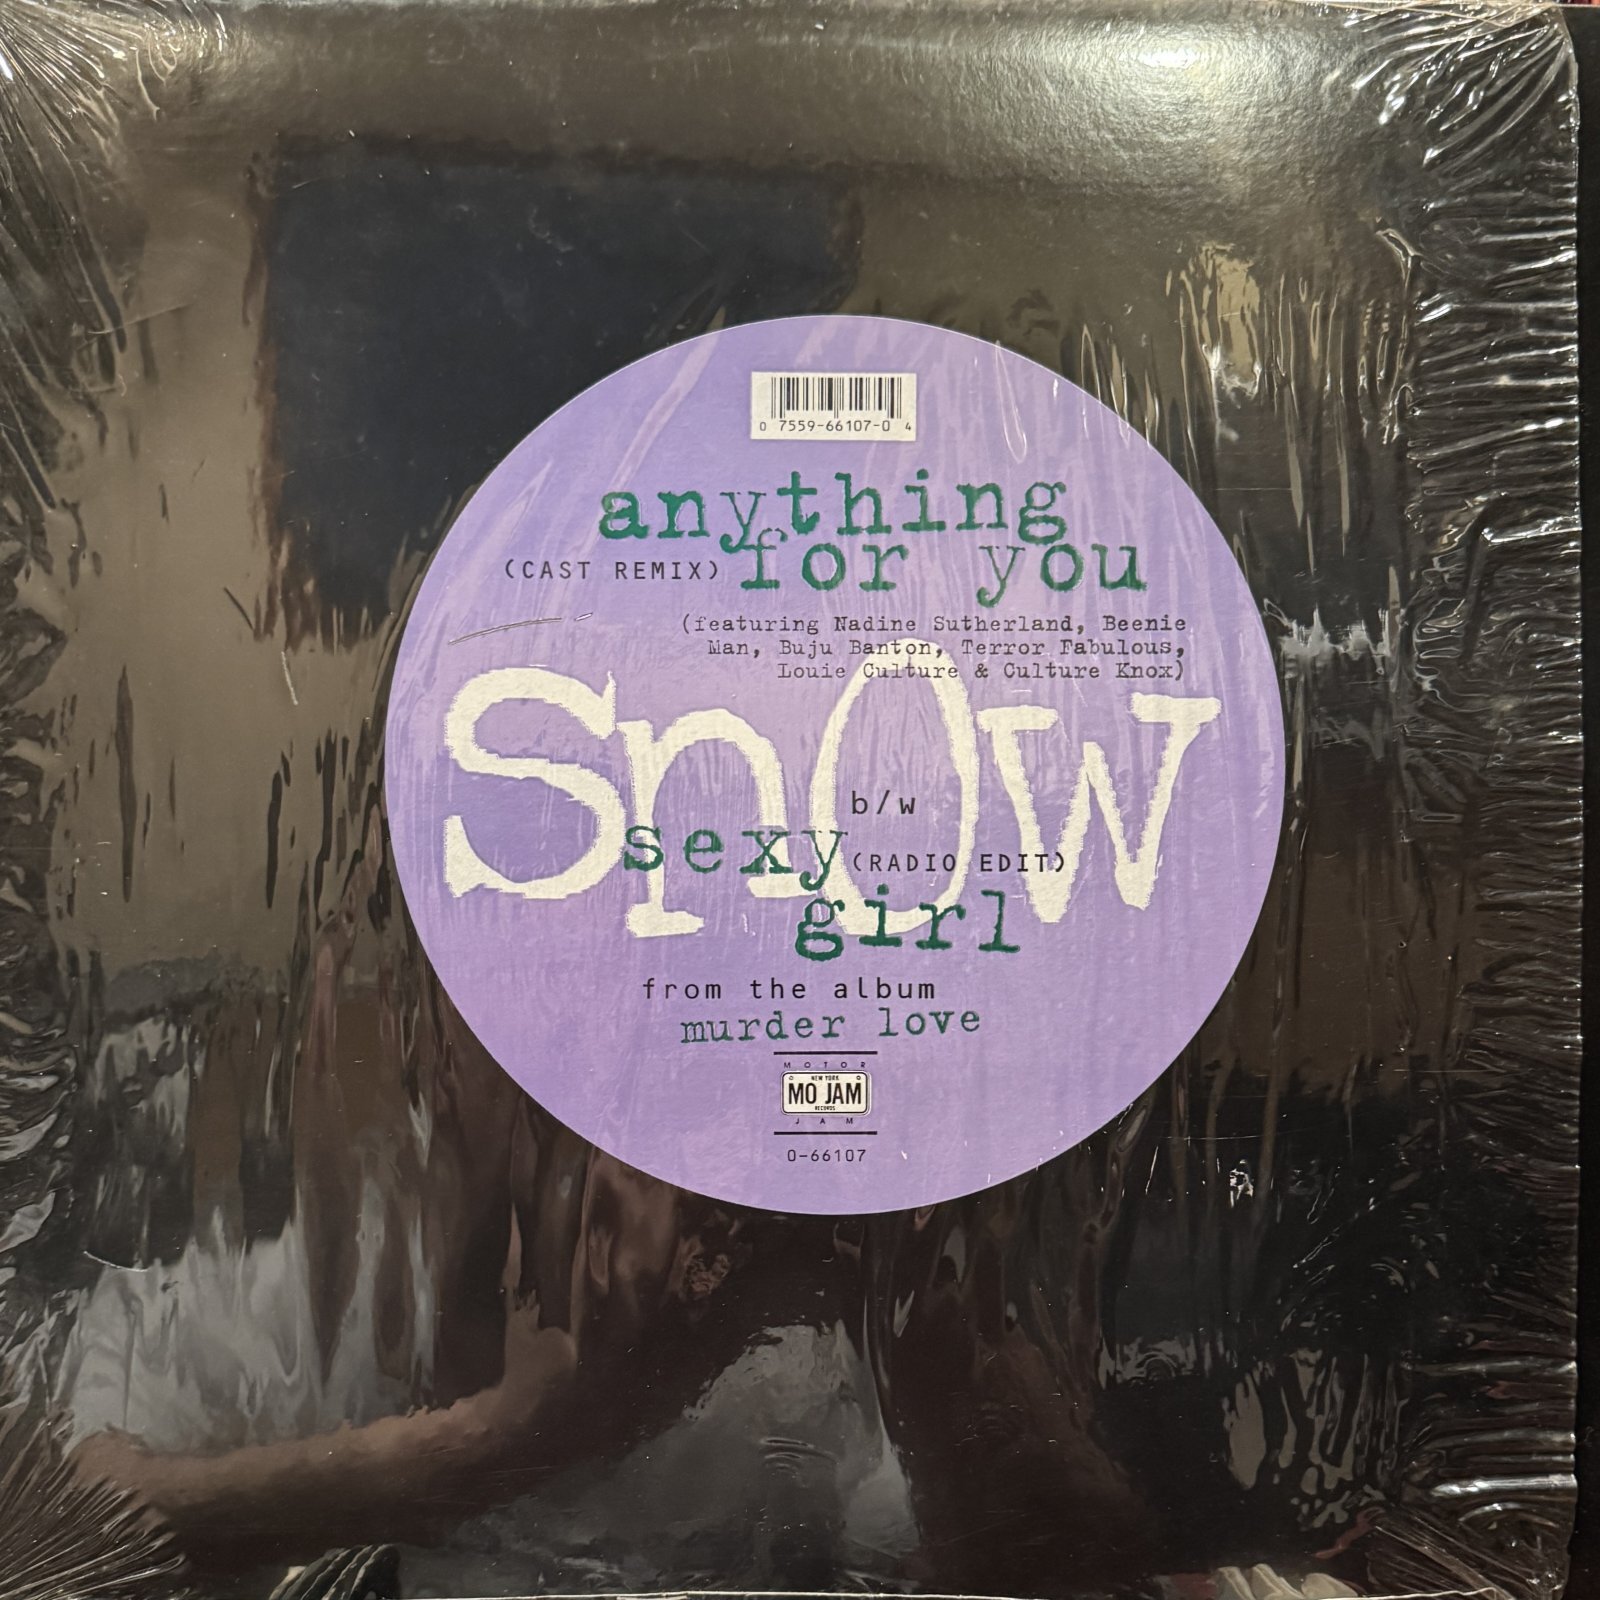 0 7559-66107-0 4
anything
(CAST REMIX) for you
(featuring Nadine Sutherland, Beenie
Man, Buju Banton, Terror Fabulous,
Louie Culture & Culture Knox)
Snow
b/w
sexy (RADIO EDIT)
girl
from the album
murder love
MOTOR
NEW YORK
MO JAM
RECORDS
JAM
0-66107